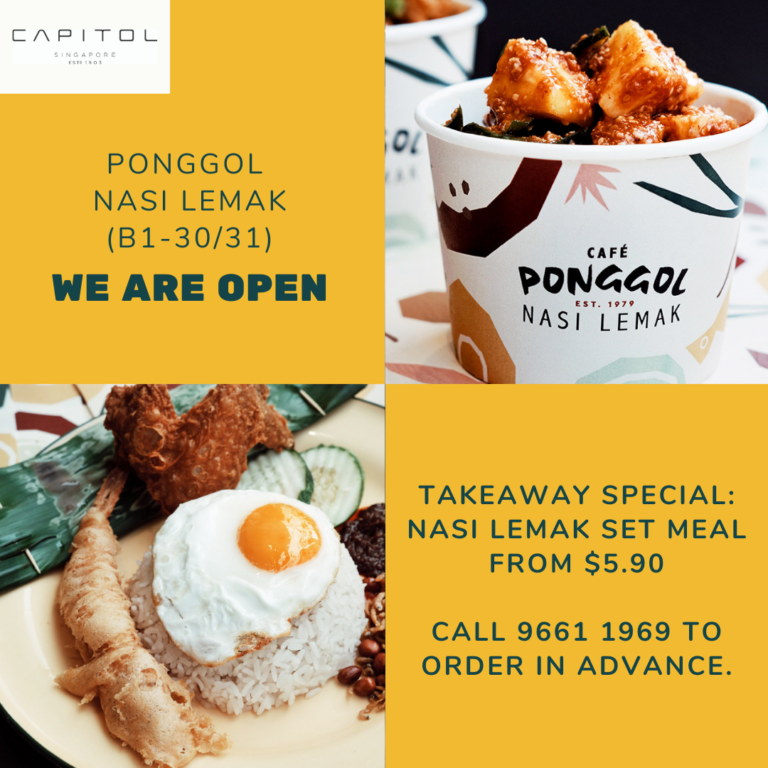 CAPITOL
SINGAPORE
PONGGOL
NASI LEMAK
(B1-30/31)
WE ARE OPEN
CAFÉ
PONGGOL
EST. 1979
NASI LEMAK
TAKEAWAY SPECIAL:
NASI LEMAK SET MEAL
FROM $5.90
CALL 9661 1969 TO
ORDER IN ADVANCE.